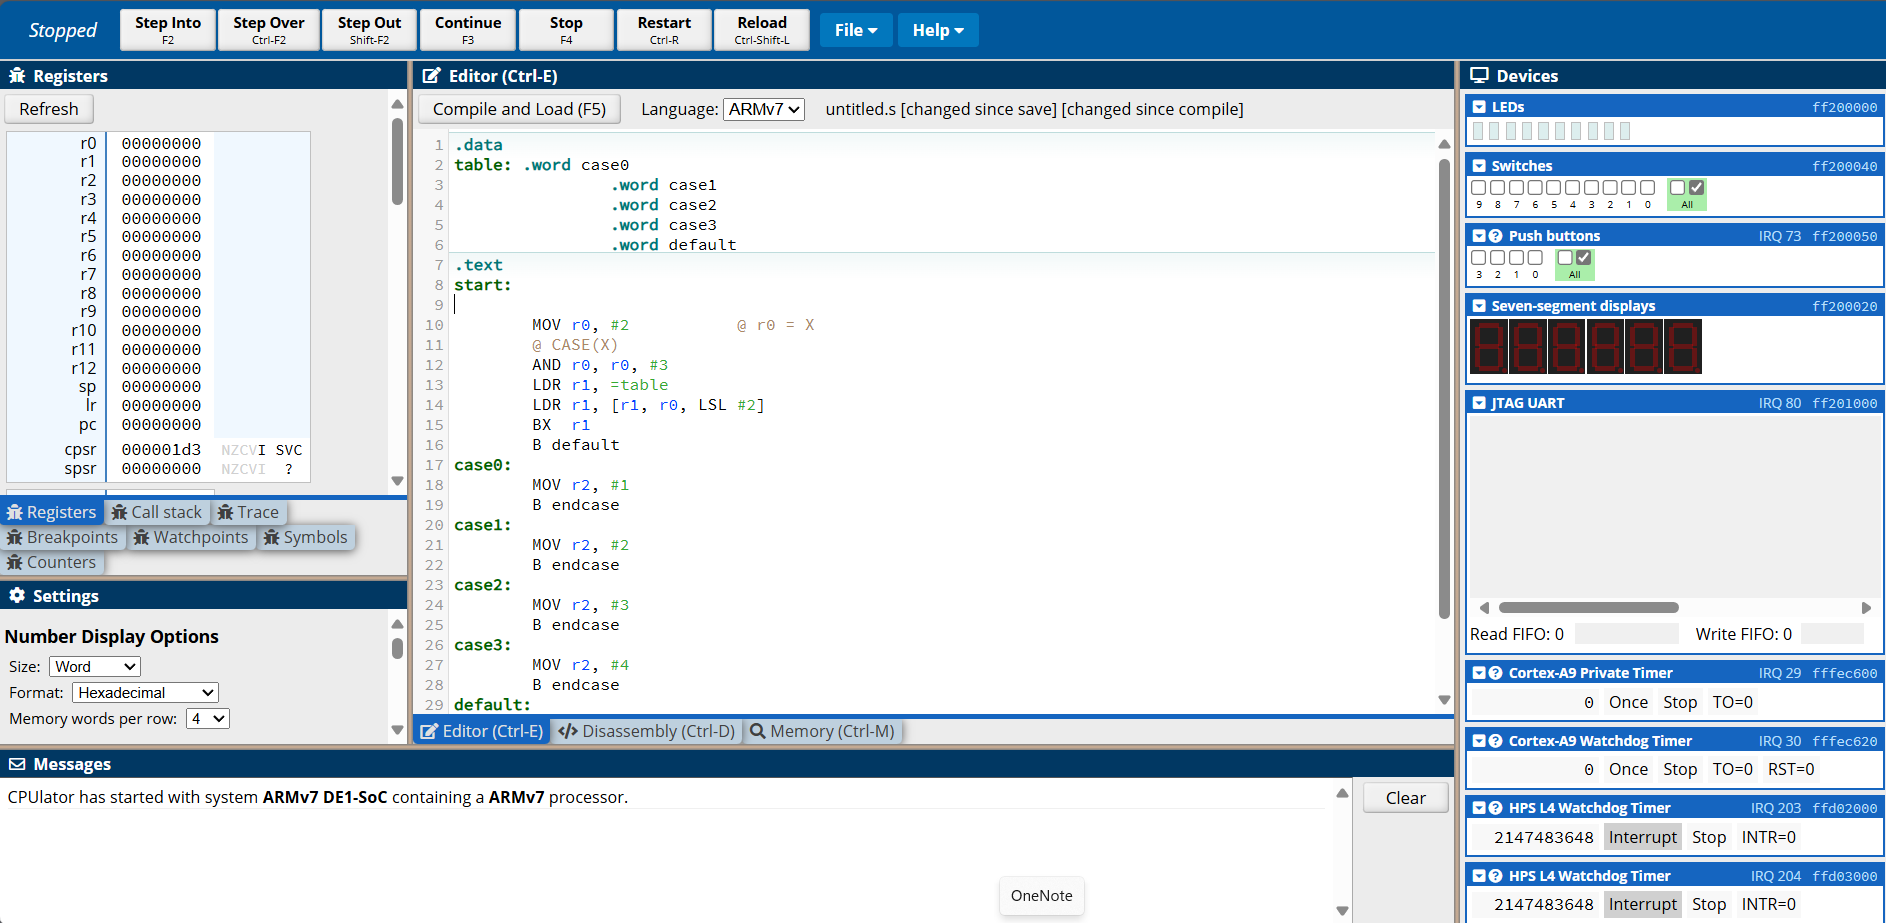 Stopped
Step Into
F2
Step Over
Ctrl-F2
Step Out
Shift-F2
Continue
F3
Stop
F4
Restart
Ctrl-R
Reload
Ctrl-Shift-L
File
Help
Registers
Refresh
r0 00000000
r1 00000000
r2 00000000
r3 00000000
r4 00000000
r5 00000000
r6 00000000
r7 00000000
r8 00000000
r9 00000000
r10 00000000
r11 00000000
r12 00000000
sp 00000000
lr 00000000
pc 00000000
cpsr 000001d3 NZCVI SVC
spsr 00000000 NZCVI ?
Registers Call stack Trace
Breakpoints Watchpoints Symbols
Counters
Settings
Number Display Options
Size: Word
Format: Hexadecimal
Memory words per row: 4
Editor (Ctrl-E)
Compile and Load (F5) Language: ARMv7 untitled.s [changed since save] [changed since compile]
1 .data
2 table: .word case0
3 .word case1
4 .word case2
5 .word case3
6 .word default
7 .text
8 start:
9
10 MOV r0, #2 @ r0 = X
11 @ CASE(X)
12 AND r0, r0, #3
13 LDR r1, =table
14 LDR r1, [r1, r0, LSL #2]
15 BX r1
16 B default
17 case0:
18 MOV r2, #1
19 B endcase
20 case1:
21 MOV r2, #2
22 B endcase
23 case2:
24 MOV r2, #3
25 B endcase
26 case3:
27 MOV r2, #4
28 B endcase
29 default:
Editor (Ctrl-E) Disassembly (Ctrl-D) Memory (Ctrl-M)
Messages
CPUlator has started with system ARMv7 DE1-SoC containing a ARMv7 processor.
Clear
OneNote
Devices
LEDs ff200000
Switches ff200040
9 8 7 6 5 4 3 2 1 0 All
Push buttons IRQ 73 ff200050
3 2 1 0 All
Seven-segment displays ff200020
JTAG UART IRQ 80 ff201000
Read FIFO: 0 Write FIFO: 0
Cortex-A9 Private Timer IRQ 29 fffec600
0 Once Stop TO=0
Cortex-A9 Watchdog Timer IRQ 30 fffec620
0 Once Stop TO=0 RST=0
HPS L4 Watchdog Timer IRQ 203 ffd02000
2147483648 Interrupt Stop INTR=0
HPS L4 Watchdog Timer IRQ 204 ffd03000
2147483648 Interrupt Stop INTR=0